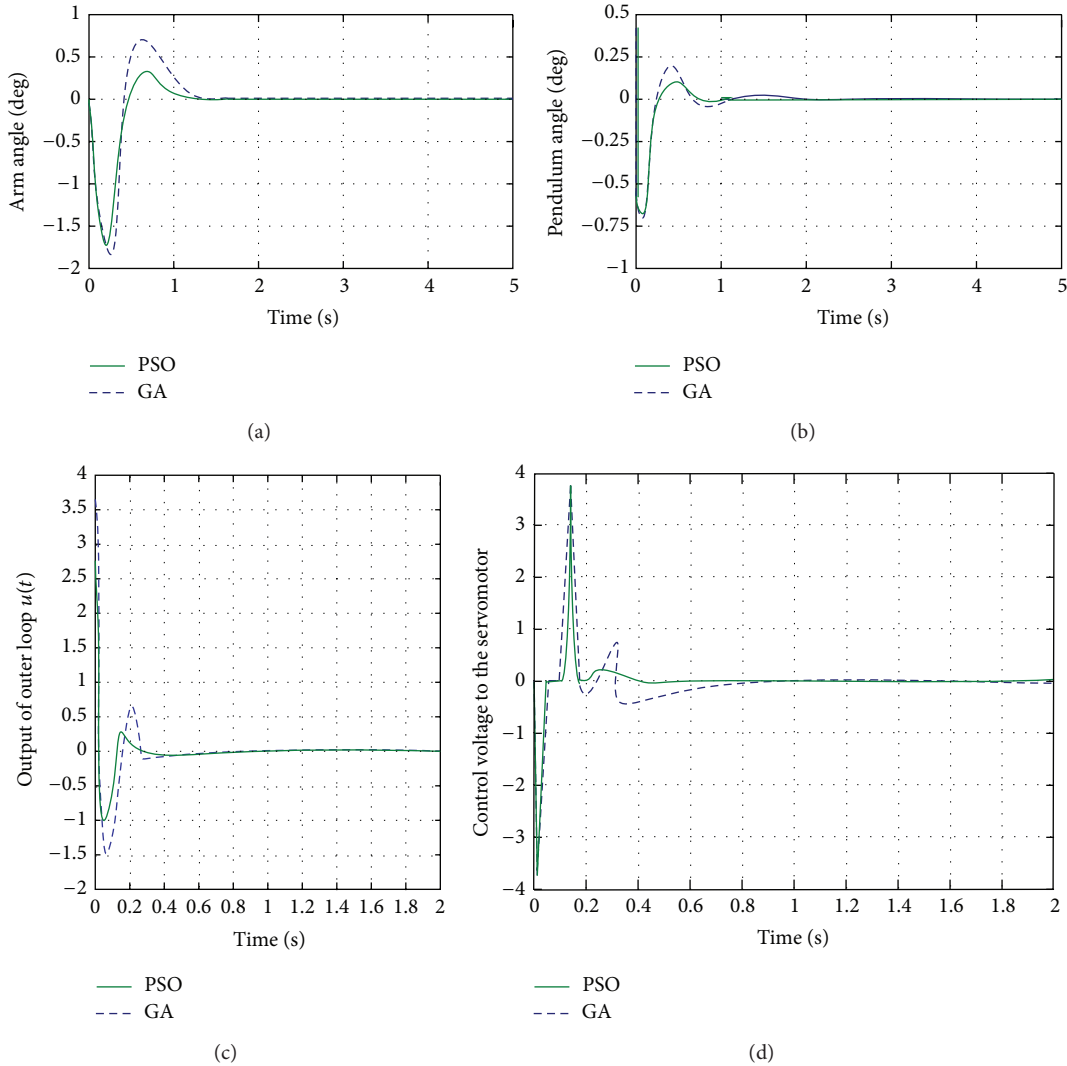 1
0.5
0
−0.5
−1
−1.5
−2
Arm angle (deg)
0 1 2 3 4 5
Time (s)
PSO
GA
(a)
0.5
0.25
0
−0.25
−0.5
−0.75
−1
Pendulum angle (deg)
0 1 2 3 4 5
Time (s)
PSO
GA
(b)
4
3.5
3
2.5
2
1.5
1
0.5
0
−0.5
−1
−1.5
−2
Output of outer loop u(t)
0 0.2 0.4 0.6 0.8 1 1.2 1.4 1.6 1.8 2
Time (s)
PSO
GA
(c)
4
3
2
1
0
−1
−2
−3
−4
Control voltage to the servomotor
0 0.2 0.4 0.6 0.8 1 1.2 1.4 1.6 1.8 2
Time (s)
PSO
GA
(d)